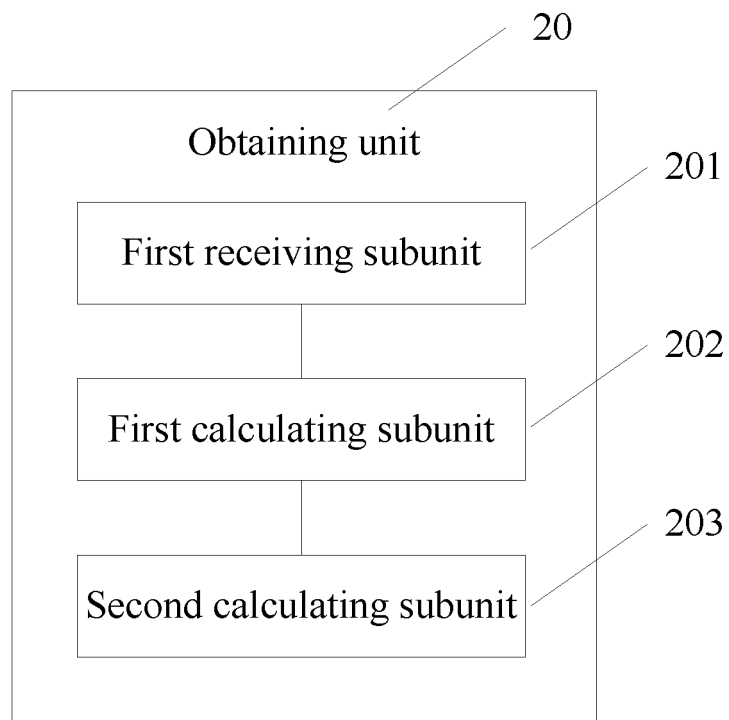 20
Obtaining unit
201
First receiving subunit
202
First calculating subunit
203
Second calculating subunit